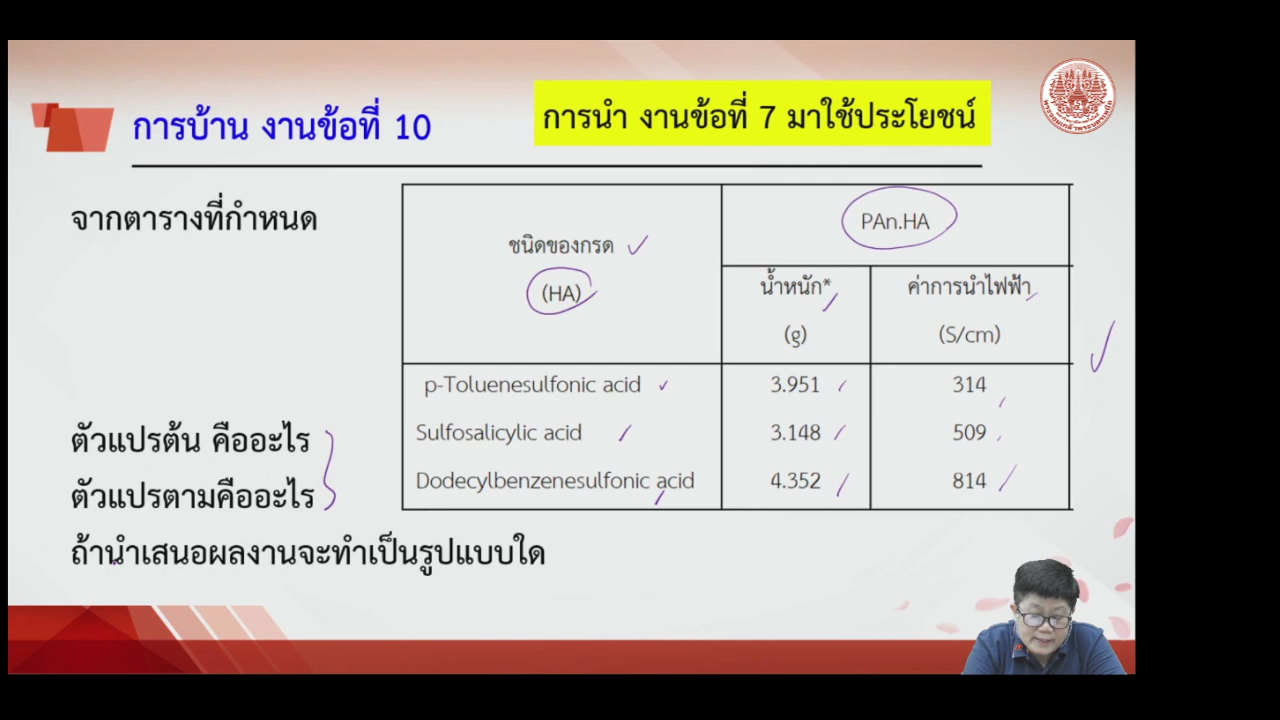 การบ้าน งานข้อที่ 10
การนำ งานข้อที่ 7 มาใช้ประโยชน์
จากตารางที่กำหนด
ชนิดของกรด
(HA)
PAn.HA
น้ำหนัก*
(g)
ค่าการนำไฟฟ้า
(S/cm)
p-Toluenesulfonic acid 3.951 314
Sulfosalicylic acid 3.148 509
Dodecylbenzenesulfonic acid 4.352 814
ตัวแปรต้น คืออะไร
ตัวแปรตามคืออะไร
ถ้านำเสนอผลงานจะทำเป็นรูปแบบใด